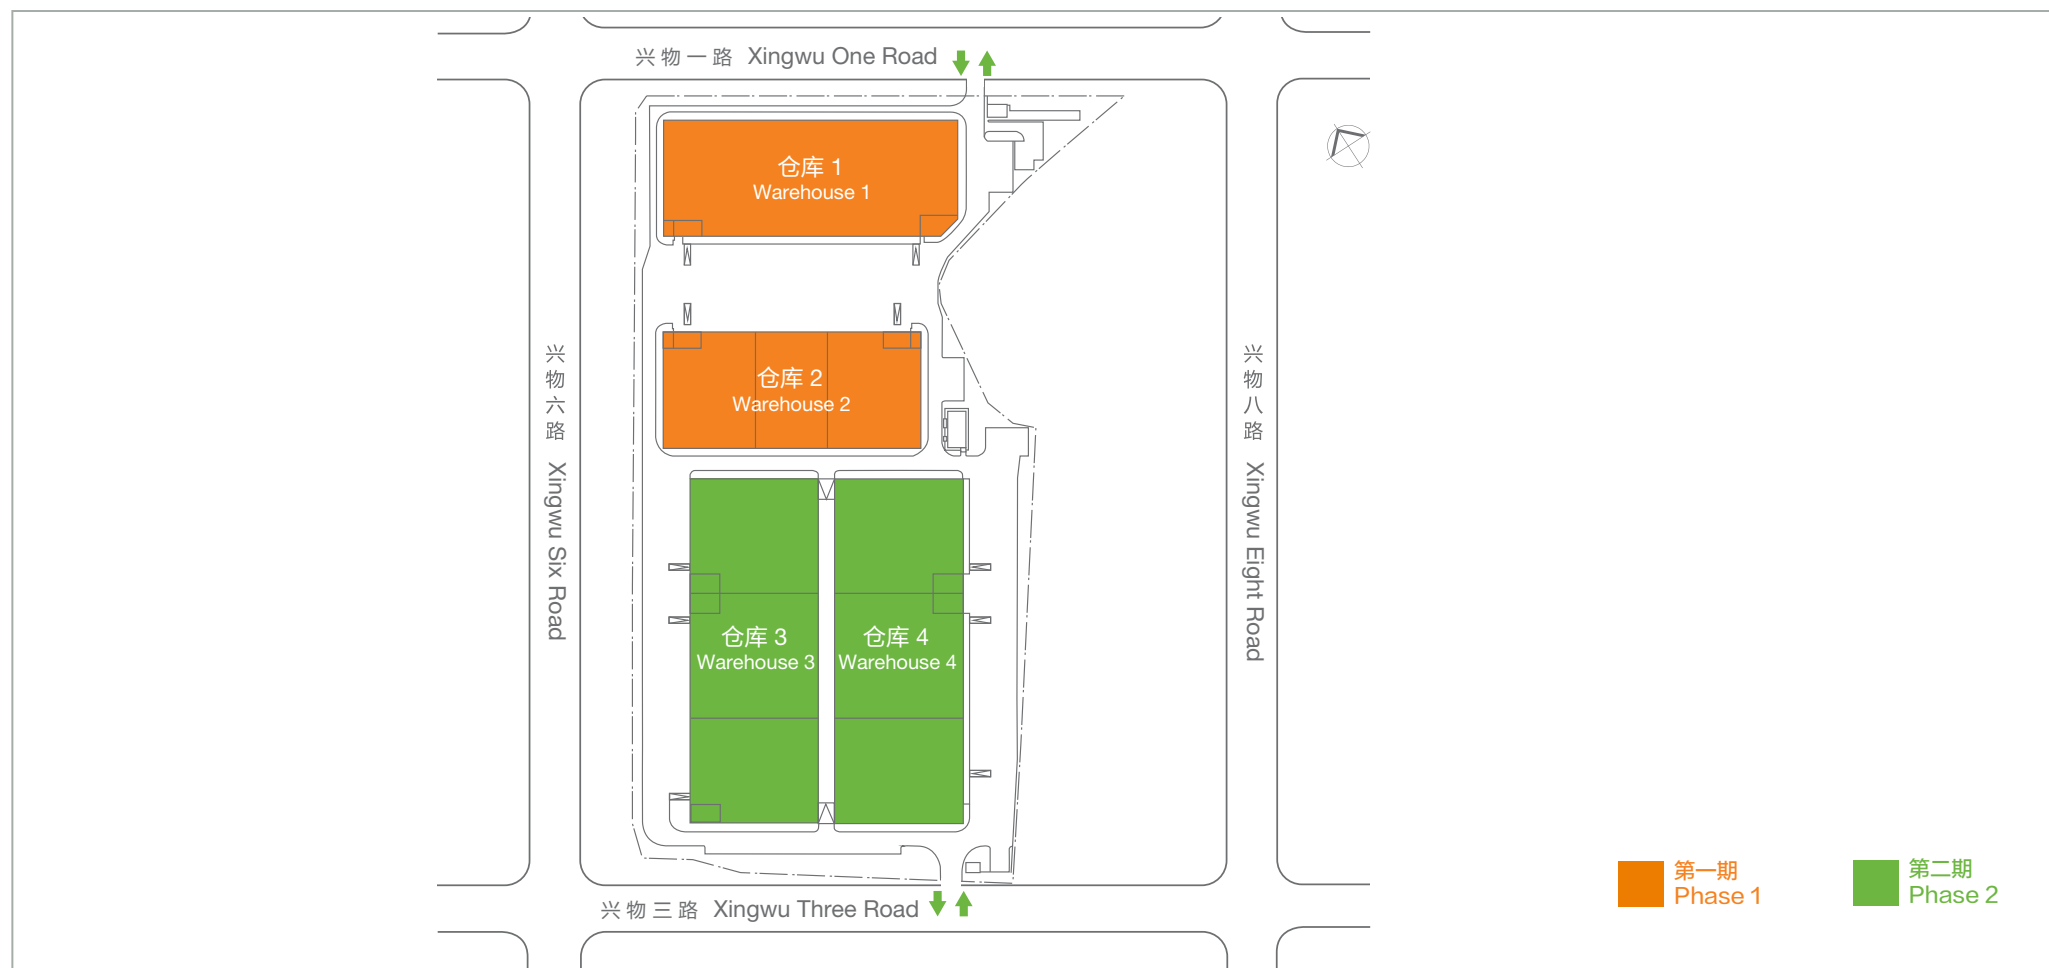 兴物一路 Xingwu One Road
仓库 1
Warehouse 1
仓库 2
Warehouse 2
兴物六路 Xingwu Six Road
兴物八路 Xingwu Eight Road
仓库 3
Warehouse 3
仓库 4
Warehouse 4
第一期
Phase 1
第二期
Phase 2
兴物三路 Xingwu Three Road